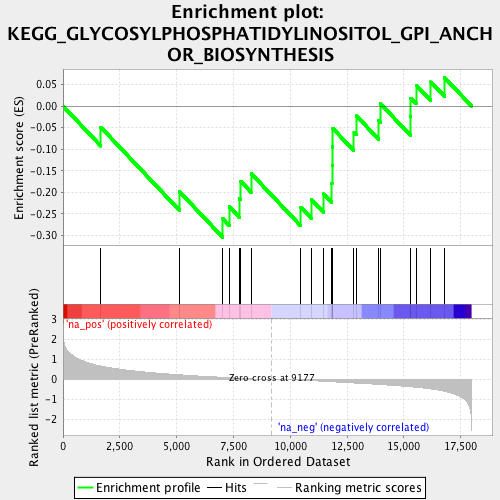 Enrichment plot:
KEGG_GLYCOSYLPHOSPHATIDYLINOSITOL_GPI_ANCH
OR_BIOSYNTHESIS
Enrichment score (ES)
0.05
0.00
-0.05
-0.10
-0.15
-0.20
-0.25
-0.30
'na_pos' (positively correlated)
Ranked list metric (PreRanked)
3
2
1
0
-1
-2
Zero cross at 9177
'na_neg' (negatively correlated)
0
2,500
5,000
7,500
10,000
12,500
15,000
17,500
Rank in Ordered Dataset
Enrichment profile
Hits
Ranking metric scores